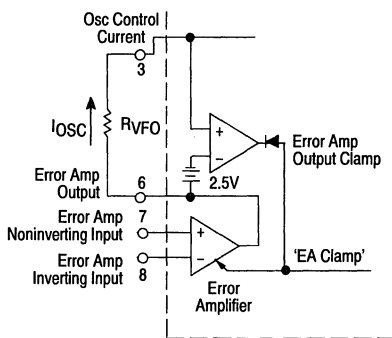 Osc Control
Current
3
IOSC
RVFO
+
−
Error Amp
Output Clamp
2.5V
Error Amp
Output
6
Error Amp
Noninverting Input
7
+
Error Amp
Inverting Input
8
−
'EA Clamp'
Error
Amplifier